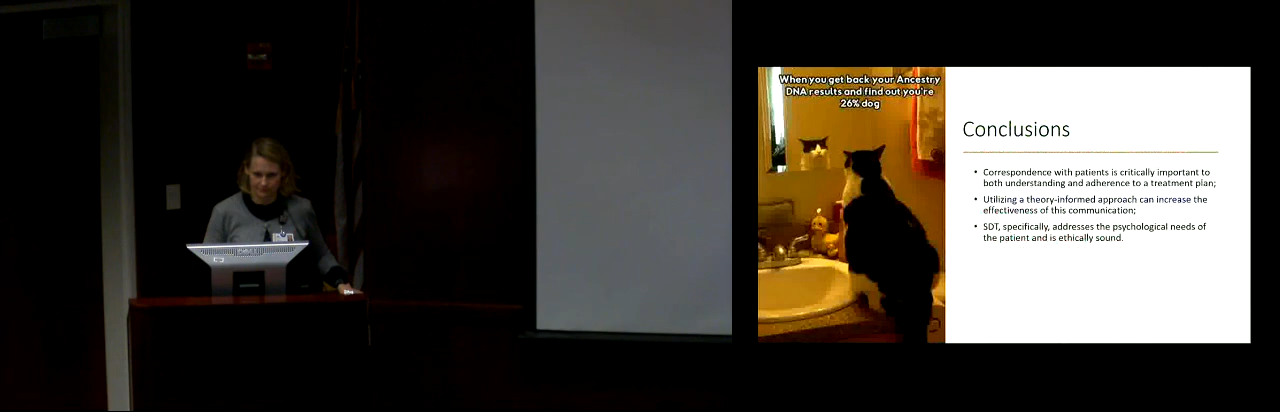 When you get back your Ancestry
DNA results and find out you're
26% dog
Conclusions
• Correspondence with patients is critically important to
both understanding and adherence to a treatment plan;
• Utilizing a theory-informed approach can increase the
effectiveness of this communication;
• SDT, specifically, addresses the psychological needs of
the patient and is ethically sound.